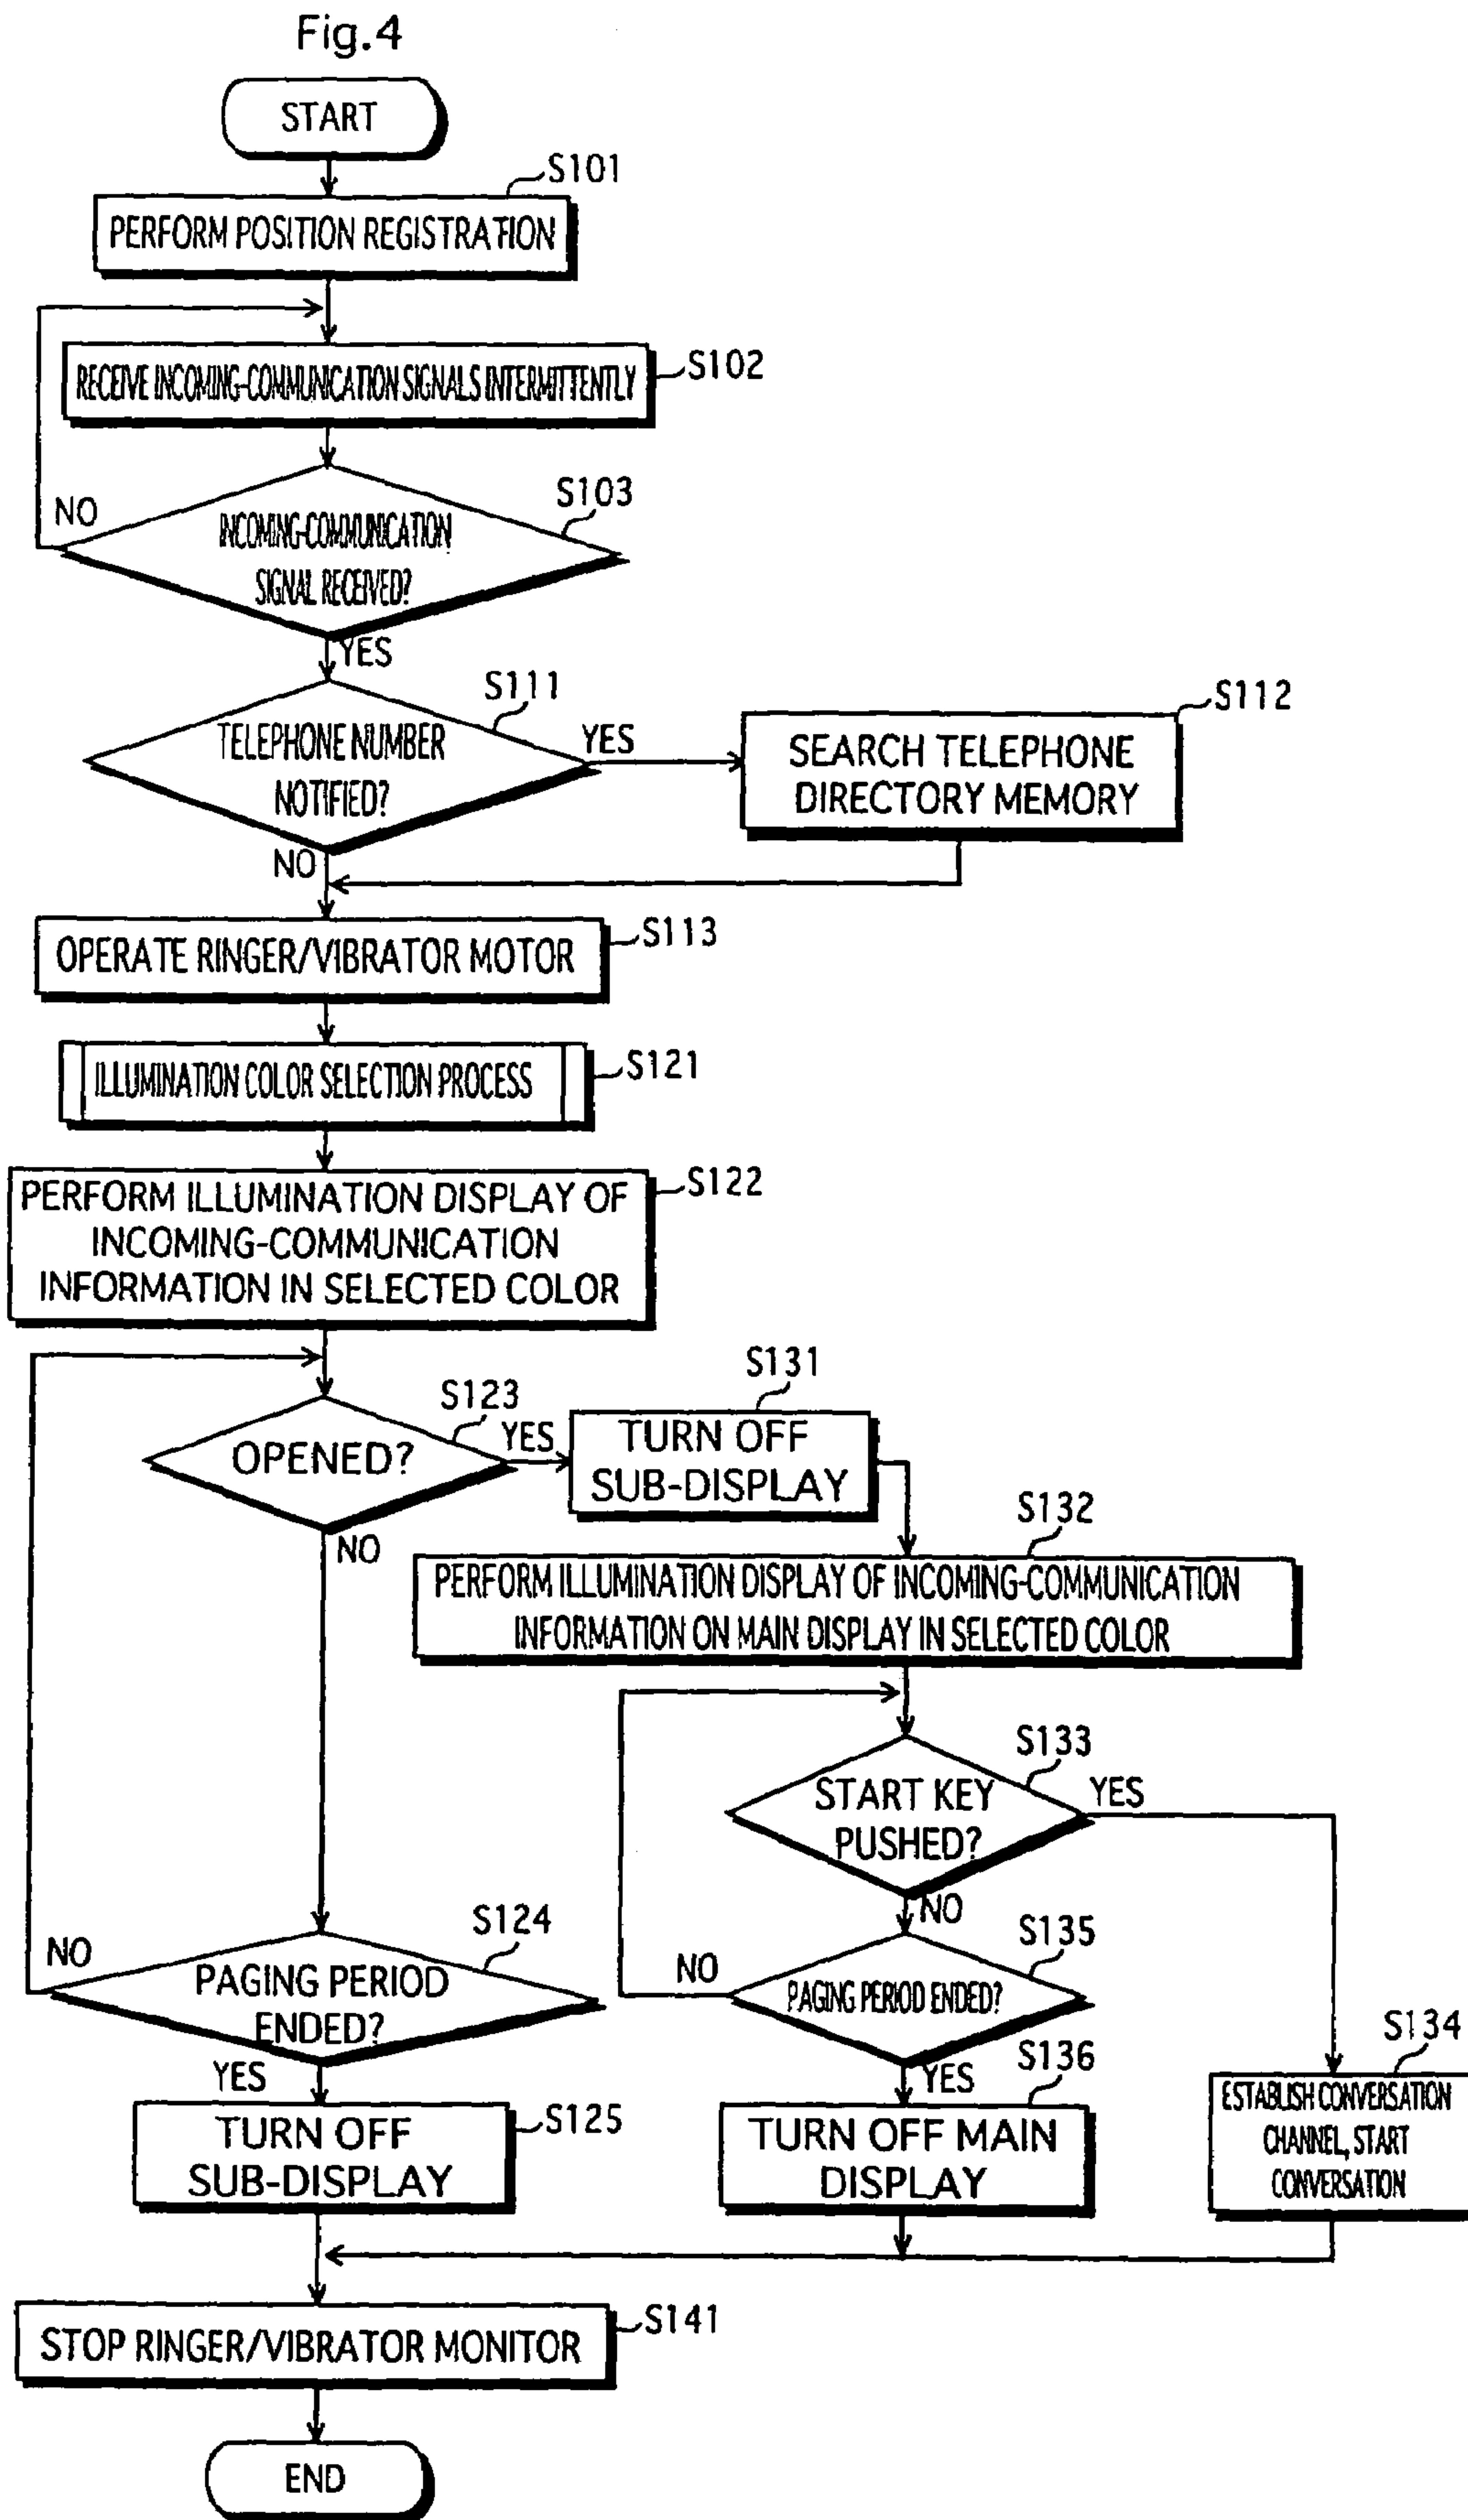 Fig.4
START
S101
PERFORM POSITION REGISTRATION
S102
RECEIVE INCOMING-COMMUNICATION SIGNALS INTERMITTENTLY
S103
NO
INCOMING-COMMUNICATION
SIGNAL RECEIVED?
YES
S111
TELEPHONE NUMBER
NOTIFIED?
YES
S112
SEARCH TELEPHONE
DIRECTORY MEMORY
NO
S113
OPERATE RINGER/VIBRATOR MOTOR
S121
ILLUMINATION COLOR SELECTION PROCESS
S122
PERFORM ILLUMINATION DISPLAY OF
INCOMING-COMMUNICATION
INFORMATION IN SELECTED COLOR
S123
OPENED?
YES
S131
TURN OFF
SUB-DISPLAY
NO
S132
PERFORM ILLUMINATION DISPLAY OF INCOMING-COMMUNICATION
INFORMATION ON MAIN DISPLAY IN SELECTED COLOR
S133
START KEY
PUSHED?
YES
NO
S124
NO
PAGING PERIOD
ENDED?
YES
S135
NO
PAGING PERIOD ENDED?
YES
S136
S134
ESTABLISH CONVERSATION
CHANNEL, START
CONVERSATION
TURN OFF
SUB-DISPLAY
S125
TURN OFF MAIN
DISPLAY
S141
STOP RINGER/VIBRATOR MONITOR
END